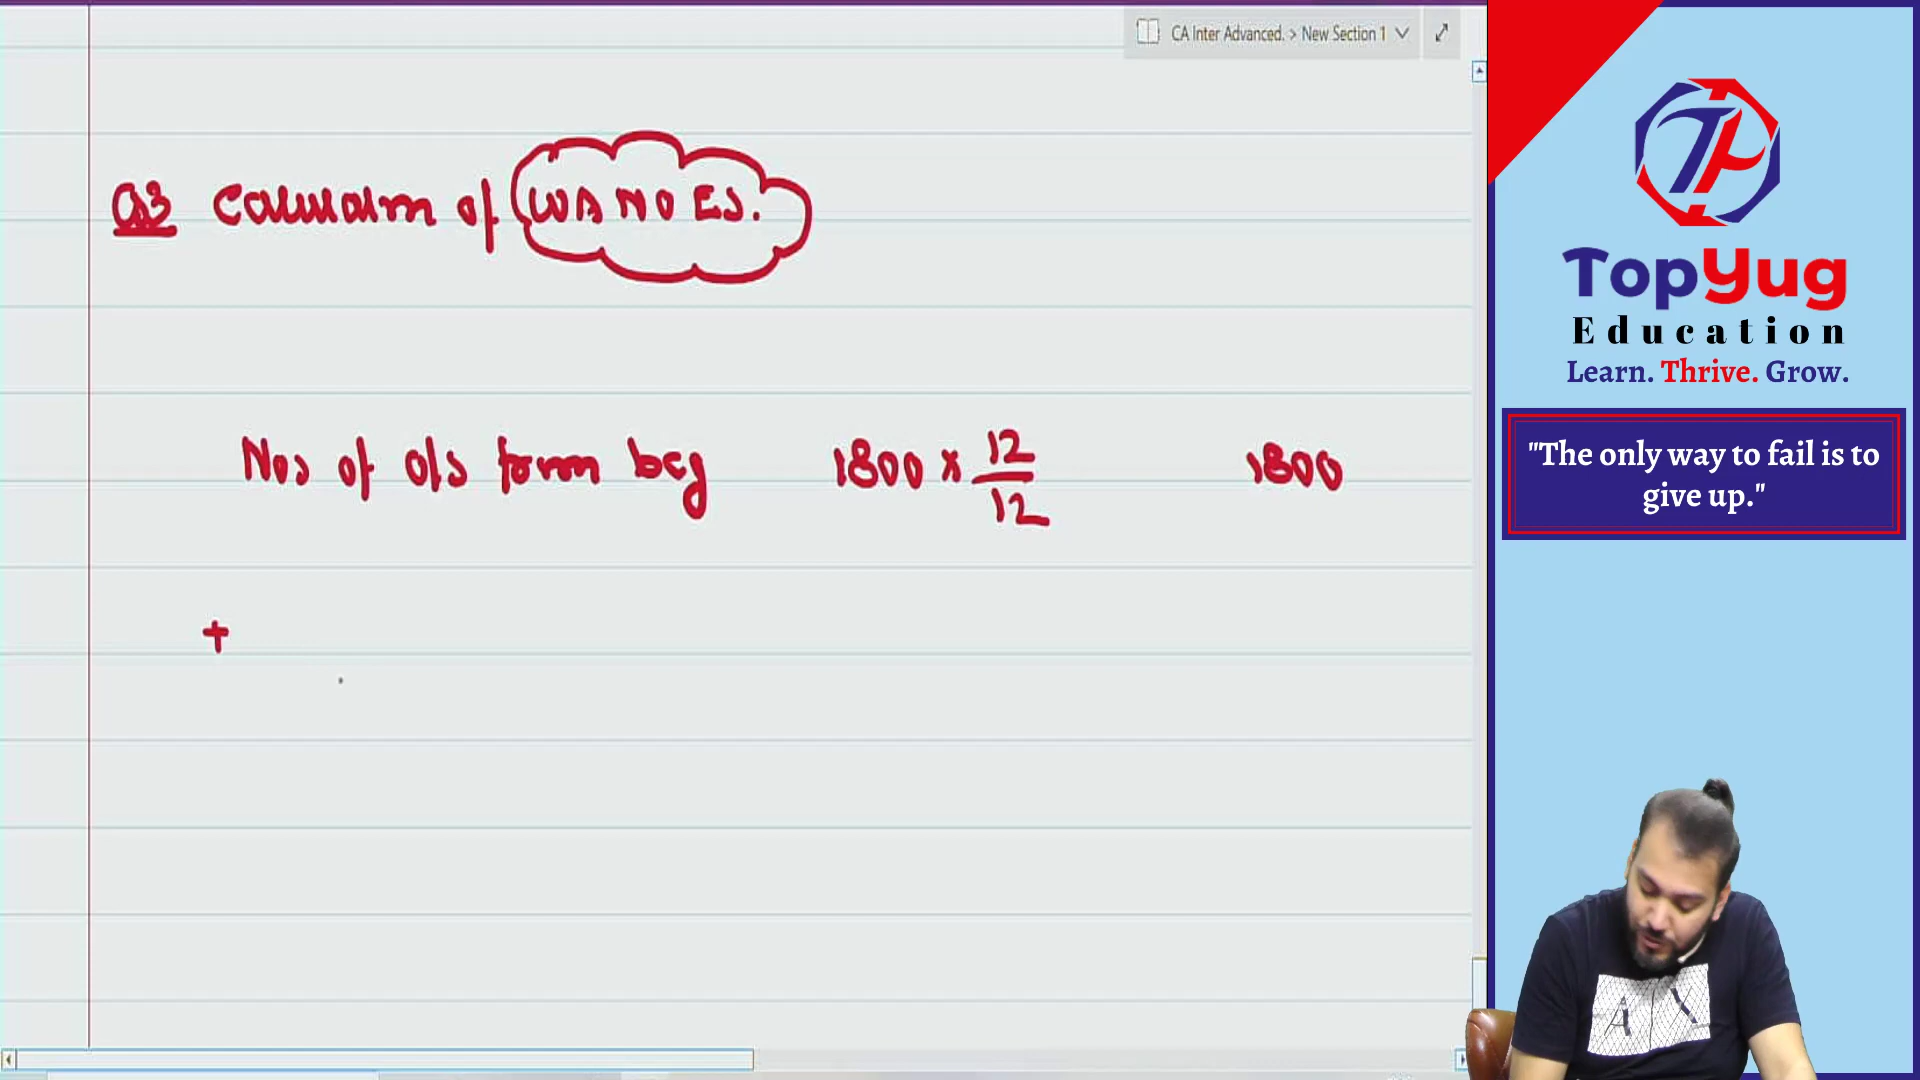 CA Inter Advanced. > New Section 1
Q3 Calculation of WANOES.
Nos of o/s from beg 1800 × 12/12 1800
+
TopYug
Education
Learn. Thrive. Grow.
"The only way to fail is to
give up."
AX